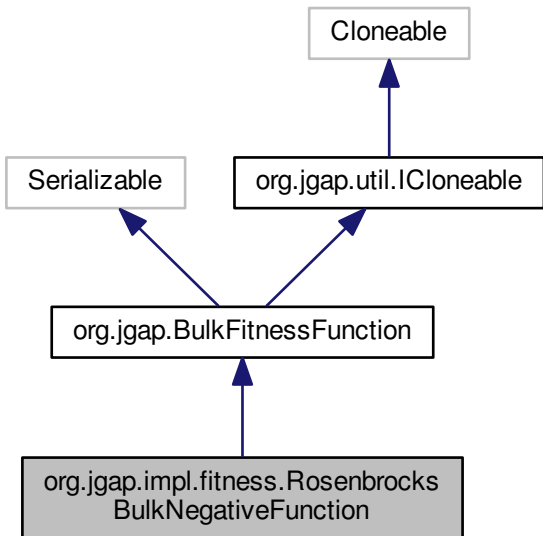 Cloneable
Serializable
org.jgap.util.ICloneable
org.jgap.BulkFitnessFunction
org.jgap.impl.fitness.Rosenbrocks
BulkNegativeFunction